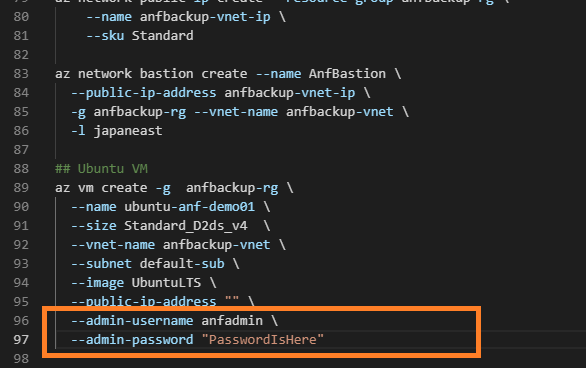 az network public-ip create --resource-group anfbackup-rg \
80 --name anfbackup-vnet-ip \
81 --sku Standard
82
83 az network bastion create --name AnfBastion \
84 --public-ip-address anfbackup-vnet-ip \
85 -g anfbackup-rg --vnet-name anfbackup-vnet \
86 -l japaneast
87
88 ## Ubuntu VM
89 az vm create -g  anfbackup-rg \
90 --name ubuntu-anf-demo01 \
91 --size Standard_D2ds_v4  \
92 --vnet-name anfbackup-vnet \
93 --subnet default-sub \
94 --image UbuntuLTS \
95 --public-ip-address "" \
96 --admin-username anfadmin \
97 --admin-password "PasswordIsHere"
98